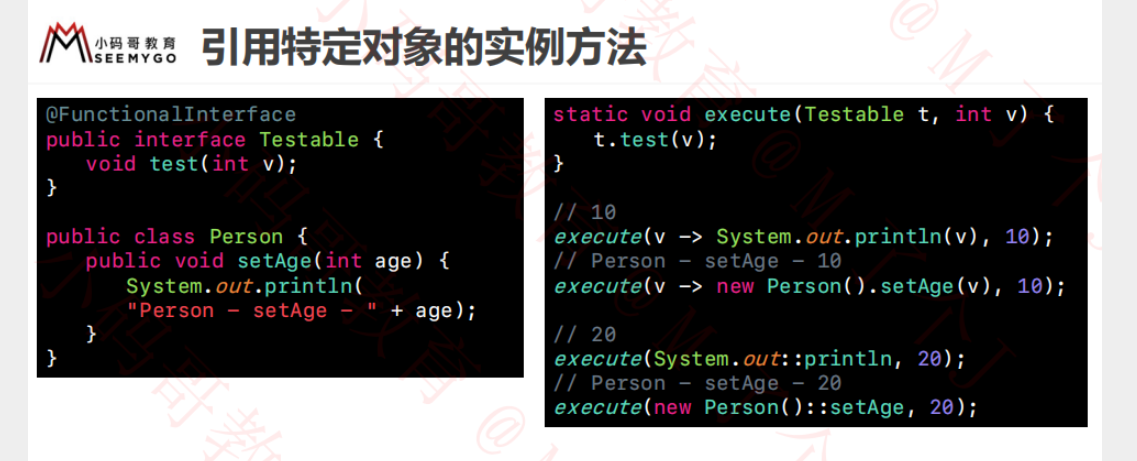 小码哥教育
SEEMYGO
引用特定对象的实例方法
@FunctionalInterface
public interface Testable {
void test(int v);
}
public class Person {
public void setAge(int age) {
System.out.println(
"Person – setAge – " + age);
}
}
static void execute(Testable t, int v) {
t.test(v);
}
// 10
execute(v –> System.out.println(v), 10);
// Person – setAge – 10
execute(v –> new Person().setAge(v), 10);
// 20
execute(System.out::println, 20);
// Person – setAge – 20
execute(new Person()::setAge, 20);